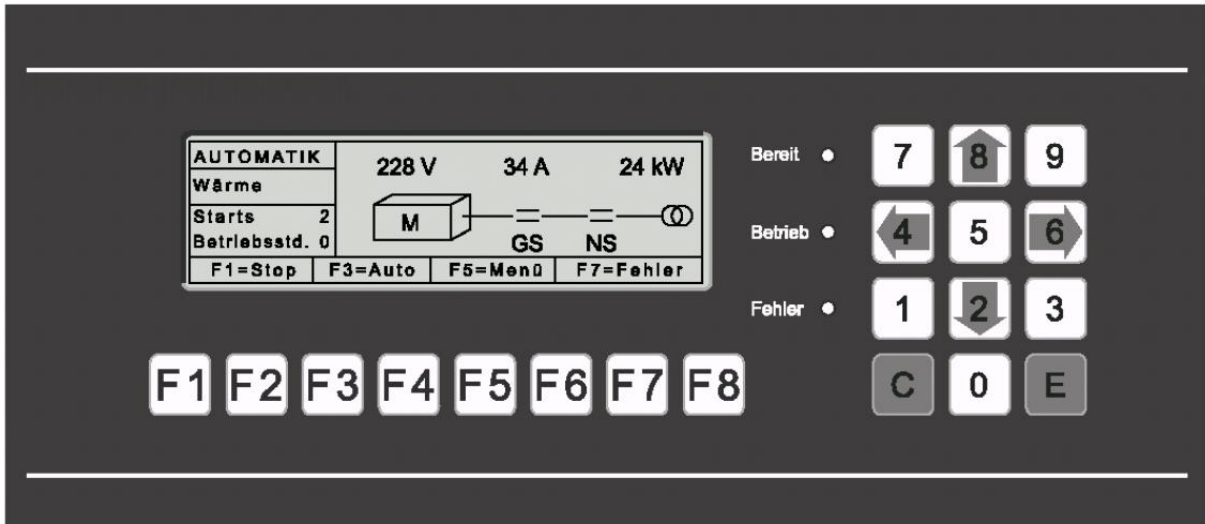 AUTOMATIK
Wärme
Starts 2
Betriebsstd. 0
228 V 34 A 24 kW
M
GS NS
F1=Stop F3=Auto F5=Menü F7=Fehler
Bereit
Betrieb
Fehler
F1 F2 F3 F4 F5 F6 F7 F8
7 8 9
4 5 6
1 2 3
C 0 E